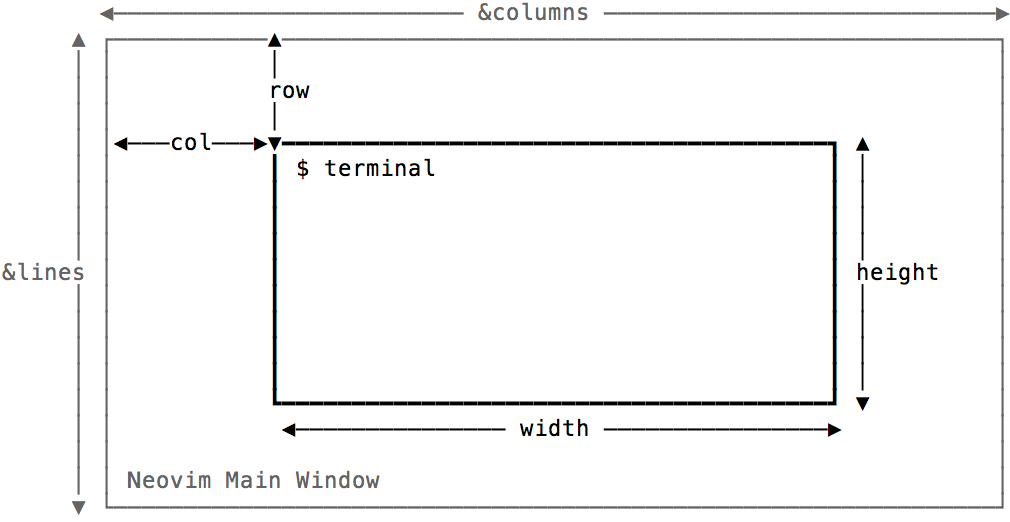 &columns
row
col
$ terminal
&lines
height
width
Neovim Main Window